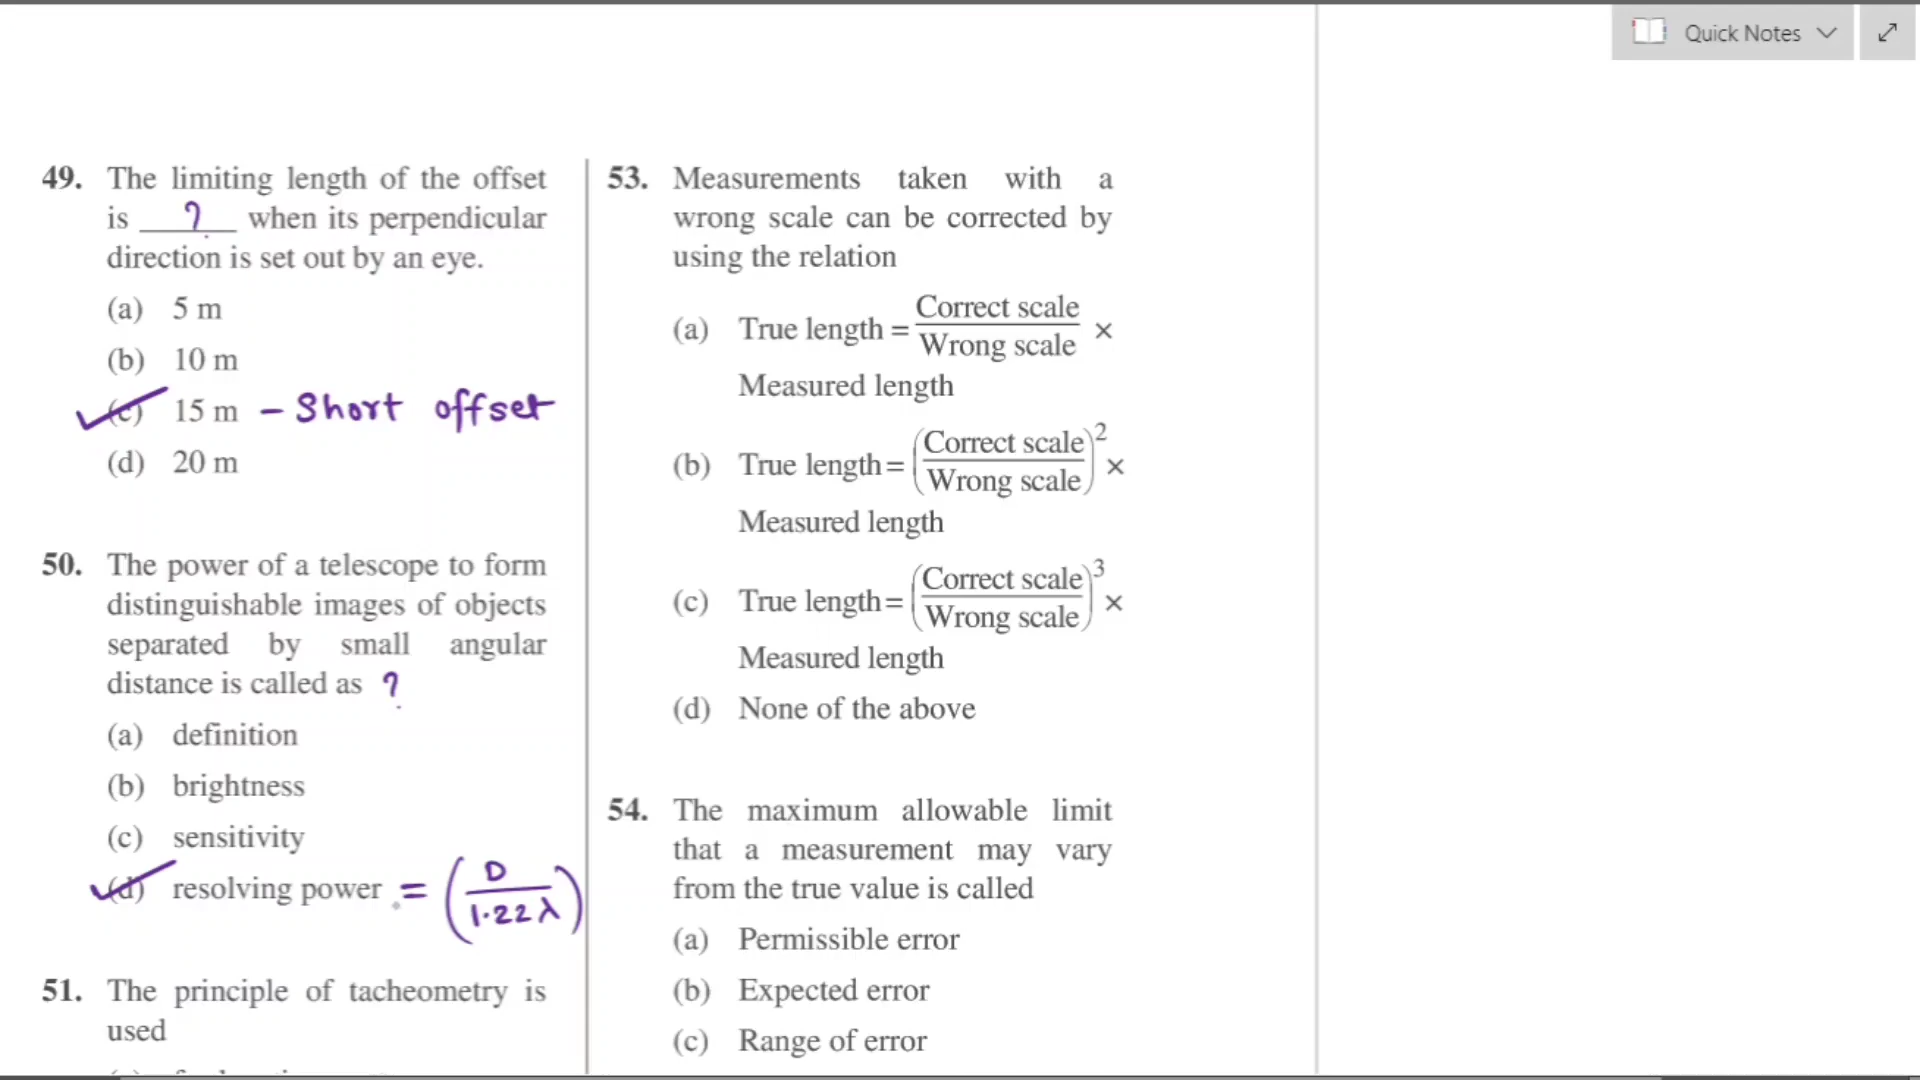 Quick Notes
49. The limiting length of the offset
is ___?___ when its perpendicular
direction is set out by an eye.
(a) 5 m
(b) 10 m
(c) 15 m - Short offset
(d) 20 m
50. The power of a telescope to form
distinguishable images of objects
separated by small angular
distance is called as ?
(a) definition
(b) brightness
(c) sensitivity
(d) resolving power = (D / 1.22λ)
51. The principle of tacheometry is
used
53. Measurements taken with a
wrong scale can be corrected by
using the relation
(a) True length = Correct scale / Wrong scale ×
Measured length
(b) True length = (Correct scale / Wrong scale)² ×
Measured length
(c) True length = (Correct scale / Wrong scale)³ ×
Measured length
(d) None of the above
54. The maximum allowable limit
that a measurement may vary
from the true value is called
(a) Permissible error
(b) Expected error
(c) Range of error